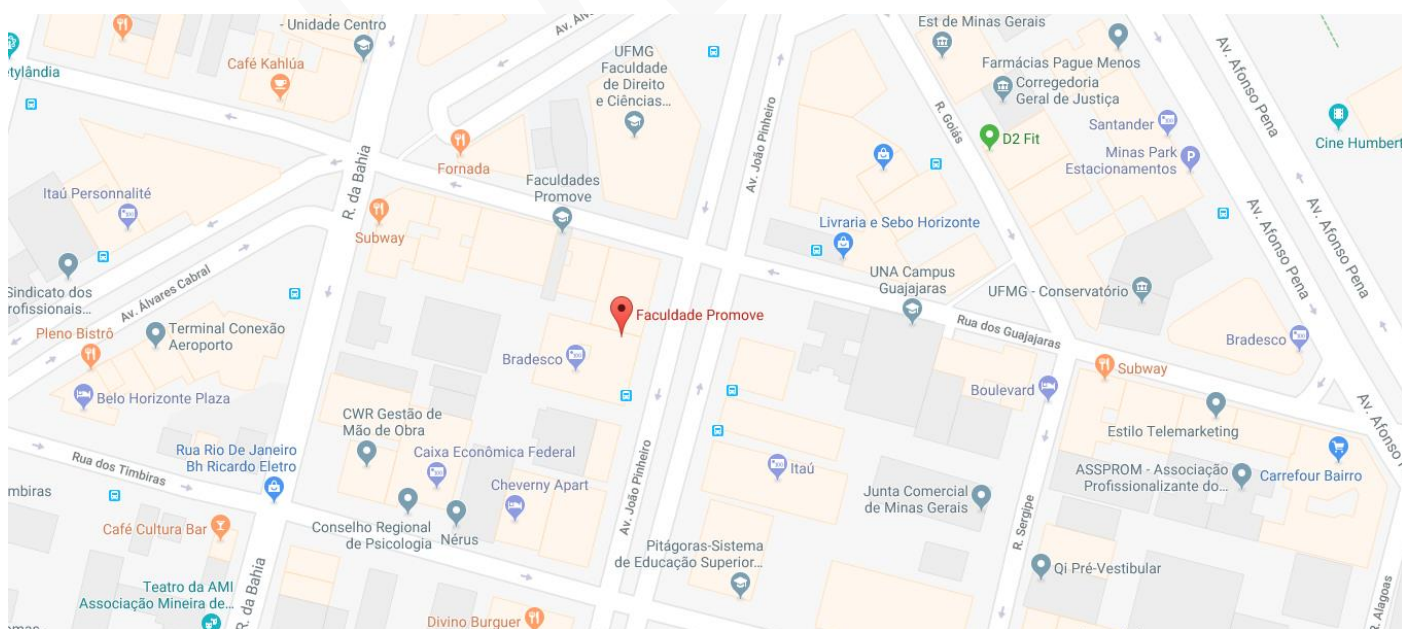 - Unidade Centro
Café Kahlúa
tylândia
Av. Álv
UFMG
Faculdade
de Direito
e Ciências...
Est de Minas Gerais
Farmácias Pague Menos
Corregedoria
Geral de Justiça
Av. Afonso Pena
Santander
D2 Fit
R. Goiás
Minas Park
Estacionamentos
Cine Humbert
Av. João Pinheiro
R. da Bahia
Fornada
Faculdades
Promove
Itaú Personnalité
Subway
Livraria e Sebo Horizonte
Av. Afonso Pena
Av. Afonso Pena
UNA Campus
Guajajaras
UFMG - Conservatório
Sindicato dos
rofissionais...
Av. Álvares Cabral
Terminal Conexão
Aeroporto
Pleno Bistrô
Faculdade Promove
Rua dos Guajajaras
Bradesco
Bradesco
Subway
Belo Horizonte Plaza
Boulevard
CWR Gestão de
Mão de Obra
Estilo Telemarketing
Av. Afonso
Rua dos Timbiras
Rua Rio De Janeiro
Bh Ricardo Eletro
Caixa Econômica Federal
Cheverny Apart
Av. João Pinheiro
Itaú
ASSPROM - Associação
Profissionalizante do...
Carrefour Bairro
mbiras
Junta Comercial
de Minas Gerais
Café Cultura Bar
Conselho Regional
de Psicologia
Nérus
R. Sergipe
Pitágoras-Sistema
de Educação Superior...
Qi Pré-Vestibular
Teatro da AMI
Associação Mineira de...
R. da Bahia
Divino Burguer
R. Alagoas